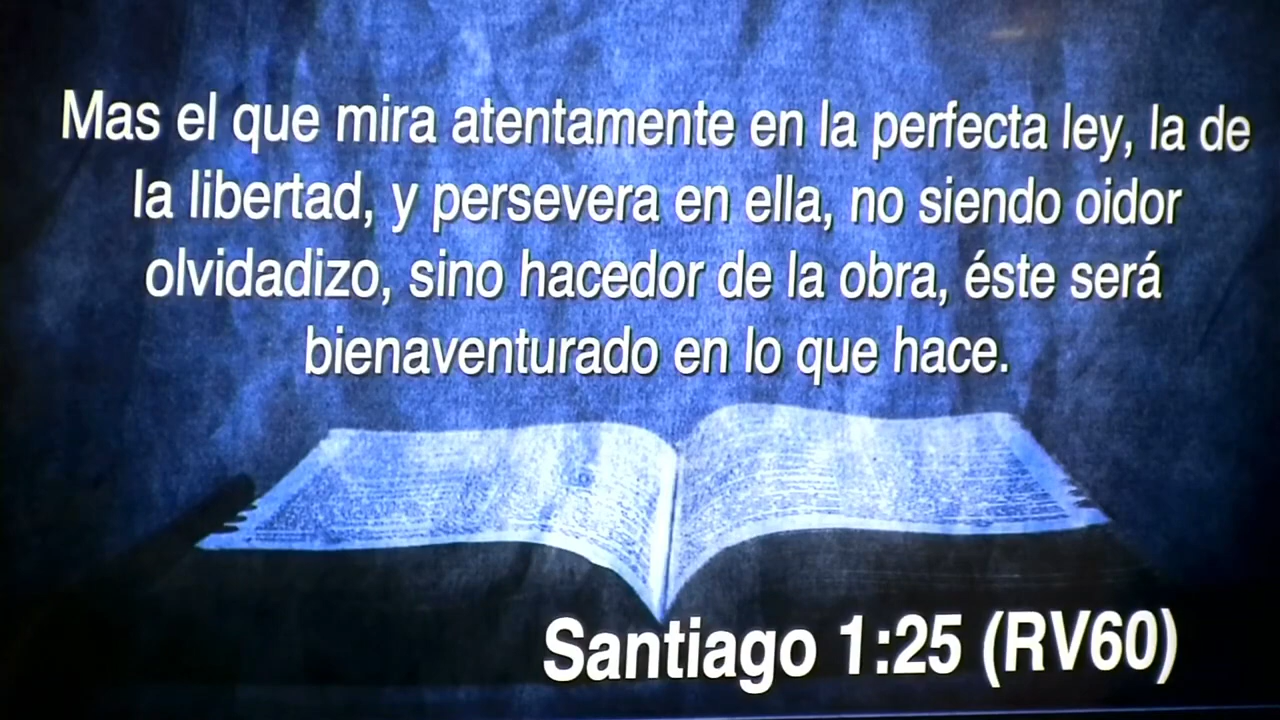 Mas el que mira atentamente en la perfecta ley, la de
la libertad, y persevera en ella, no siendo oidor
olvidadizo, sino hacedor de la obra, éste será
bienaventurado en lo que hace.
Santiago 1:25 (RV60)